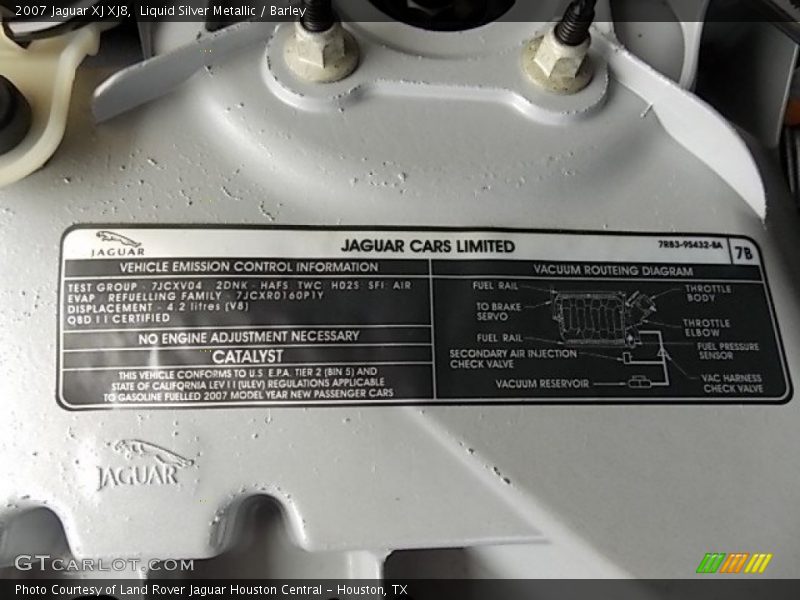 2007 Jaguar XJ XJ8, Liquid Silver Metallic / Barley
JAGUAR
JAGUAR CARS LIMITED
7R83-9S432-BA
7B
VEHICLE EMISSION CONTROL INFORMATION
TEST GROUP - 7JCXV04 . 2DNK - HAFS TWC HO2S SFI AIR
EVAP - REFUELLING FAMILY - 7JCXR0160P1Y
DISPLACEMENT - 4.2 litres (V8)
OBD II CERTIFIED
NO ENGINE ADJUSTMENT NECESSARY
CATALYST
THIS VEHICLE CONFORMS TO U.S. E.P.A. TIER 2 (BIN 5) AND
STATE OF CALIFORNIA LEV II (ULEV) REGULATIONS APPLICABLE
TO GASOLINE FUELLED 2007 MODEL YEAR NEW PASSENGER CARS
VACUUM ROUTEING DIAGRAM
FUEL RAIL
THROTTLE
BODY
TO BRAKE
SERVO
THROTTLE
ELBOW
FUEL RAIL
FUEL PRESSURE
SENSOR
SECONDARY AIR INJECTION
CHECK VALVE
VACUUM RESERVOIR
VAC HARNESS
CHECK VALVE
JAGUAR
GTCarLot.com
Photo Courtesy of Land Rover Jaguar Houston Central - Houston, TX